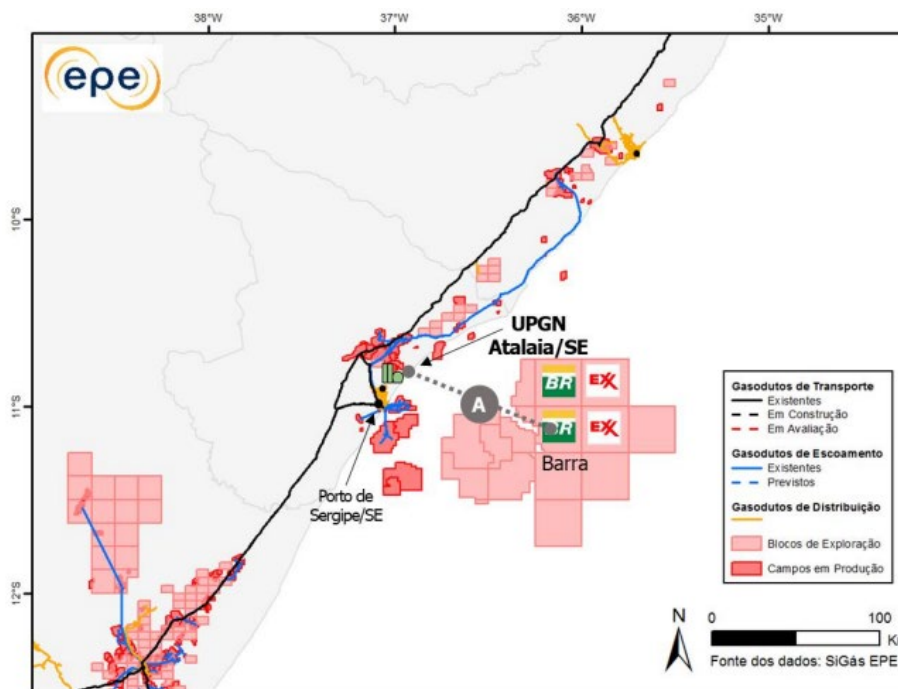 38°W 37°W 36°W 35°W
epe
10°S
11°S
12°S
UPGN
Atalaia/SE
A
BR
BR
Barra
Porto de
Sergipe/SE
Gasodutos de Transporte
Existentes
Em Construção
Em Avaliação
Gasodutos de Escoamento
Existentes
Previstos
Gasodutos de Distribuição
Blocos de Exploração
Campos em Produção
N
0 100
Fonte dos dados: SiGás EPE